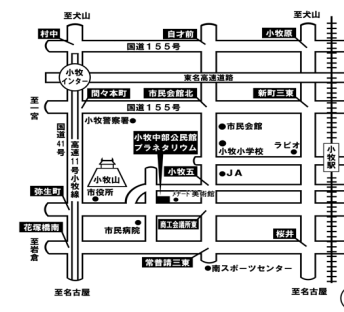 至犬山
至犬山
村中
自才前
小牧原
国道155号
小牧
インター
東名高速道路
間々本町
市民会館北
新町三東
至一宮
国道155号
小牧警察署
市民会館
小牧中部公民館
プラネタリウム
国道41号
高速11号小牧線
小牧小学校
ラピオ
小牧駅
小牧山
小牧五
JA
市役所
メナード美術館
弥生町
花塚橋南
市民病院
商工会議所東
桜井
至岩倉
常普請三東
南スポーツセンター
至名古屋
至名古屋